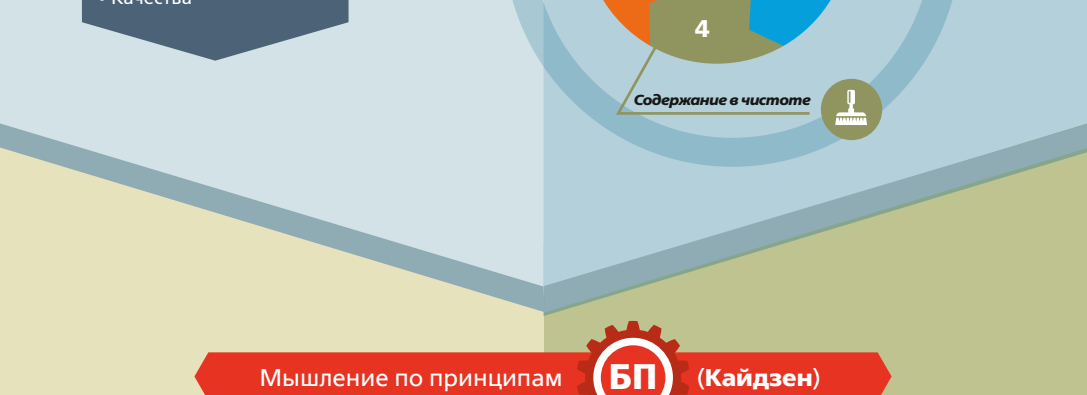 • Качества
4
Содержание в чистоте
Мышление по принципам БП (Кайдзен)